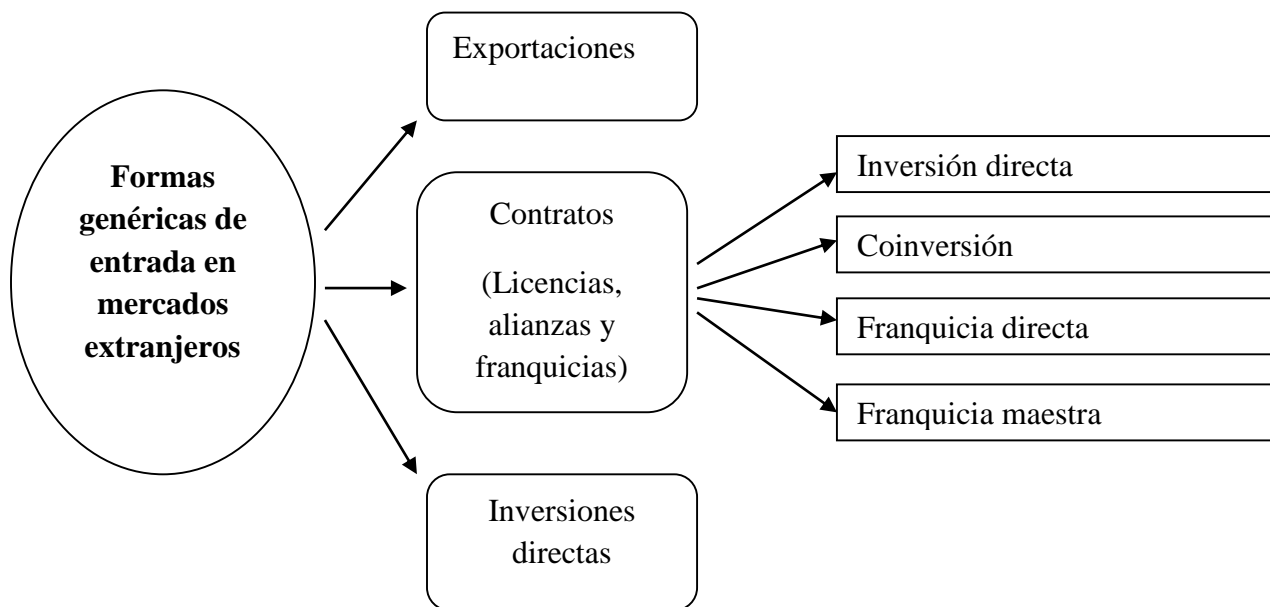 Formas
genéricas de
entrada en
mercados
extranjeros
Exportaciones
Contratos
(Licencias,
alianzas y
franquicias)
Inversiones
directas
Inversión directa
Coinversión
Franquicia directa
Franquicia maestra